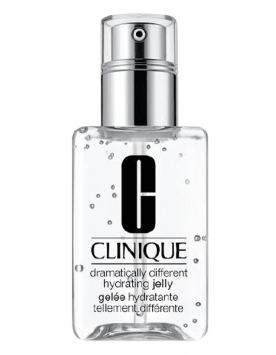 C
CLINIQUE
dramatically different
hydrating jelly
gelée hydratante
tellement différente